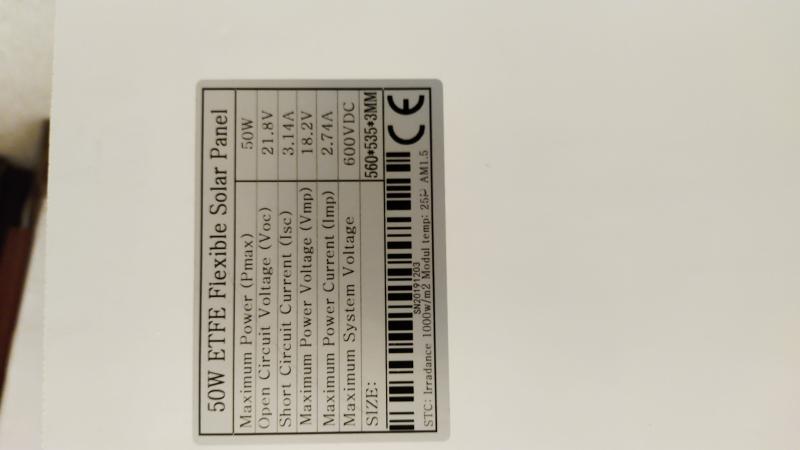 50W ETFE Flexible Solar Panel
Maximum Power (Pmax) 50W
Open Circuit Voltage (Voc) 21.8V
Short Circuit Current (Isc) 3.14A
Maximum Power Voltage (Vmp) 18.2V
Maximum Power Current (Imp) 2.74A
Maximum System Voltage 600VDC
SIZE: 560*535*3MM
SN20191203
CE
STC: Irradance 1000w/m2 Modul temp: 25 AM1.5